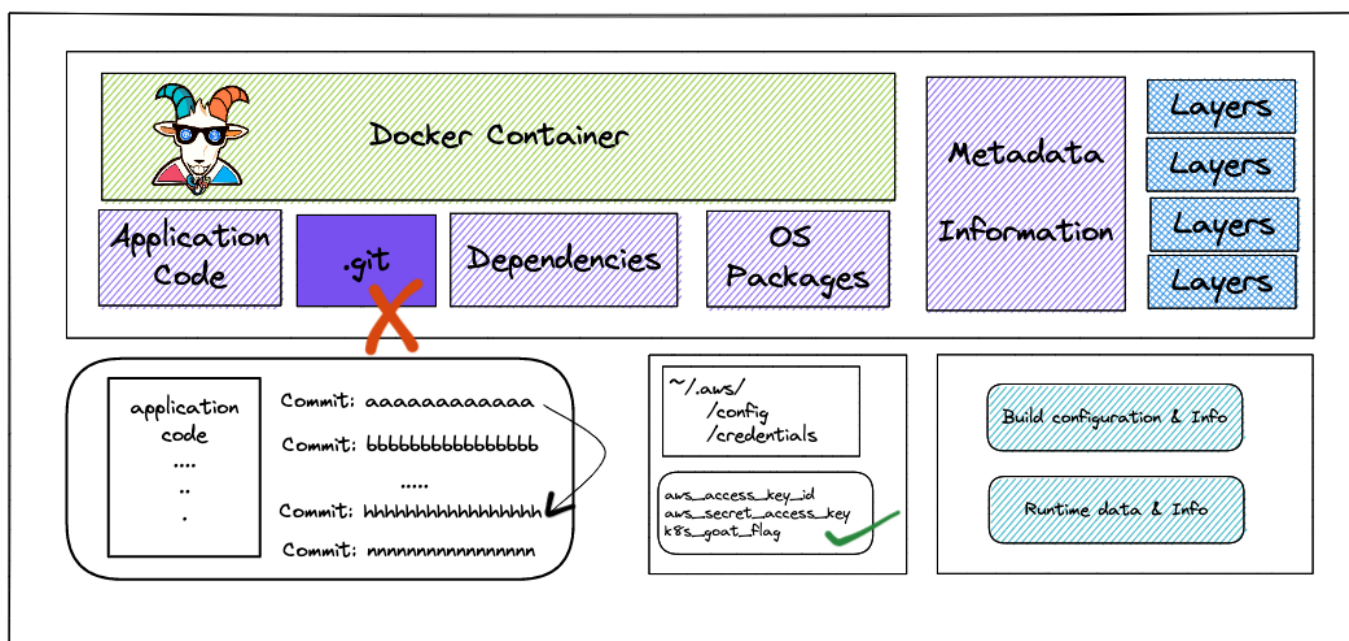 Docker Container
Application
Code
.git
Dependencies
OS
Packages
Metadata
Information
Layers
Layers
Layers
Layers
application
code
....
..
.
Commit: aaaaaaaaaaaa
Commit: bbbbbbbbbbbbbbbb
.....
Commit: hhhhhhhhhhhhhhhhh
Commit: nnnnnnnnnnnnnnnnn
~/.aws/
/config
/credentials
aws_access_key_id
aws_secret_access_key
k8s_goat_flag
Build configuration & Info
Runtime data & Info